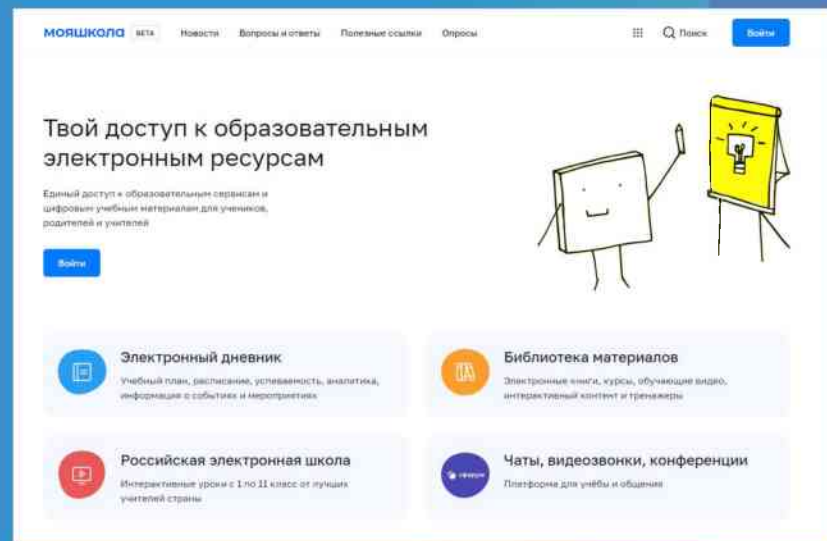 МОЯШКОЛА BETA Новости Вопросы и ответы Полезные ссылки Опросы Поиск Войти
Твой доступ к образовательным
электронным ресурсам
Единый доступ к образовательным сервисам и
цифровым учебным материалам для учеников,
родителей и учителей
Войти
Электронный дневник
Учебный план, расписание, успеваемость, аналитика,
информация о событиях и мероприятиях
Библиотека материалов
Электронные книги, курсы, обучающие видео,
интерактивный контент и тренажеры
Российская электронная школа
Интерактивные уроки с 1 по 11 класс от лучших
учителей страны
сферум
Чаты, видеозвонки, конференции
Платформа для учёбы и общения